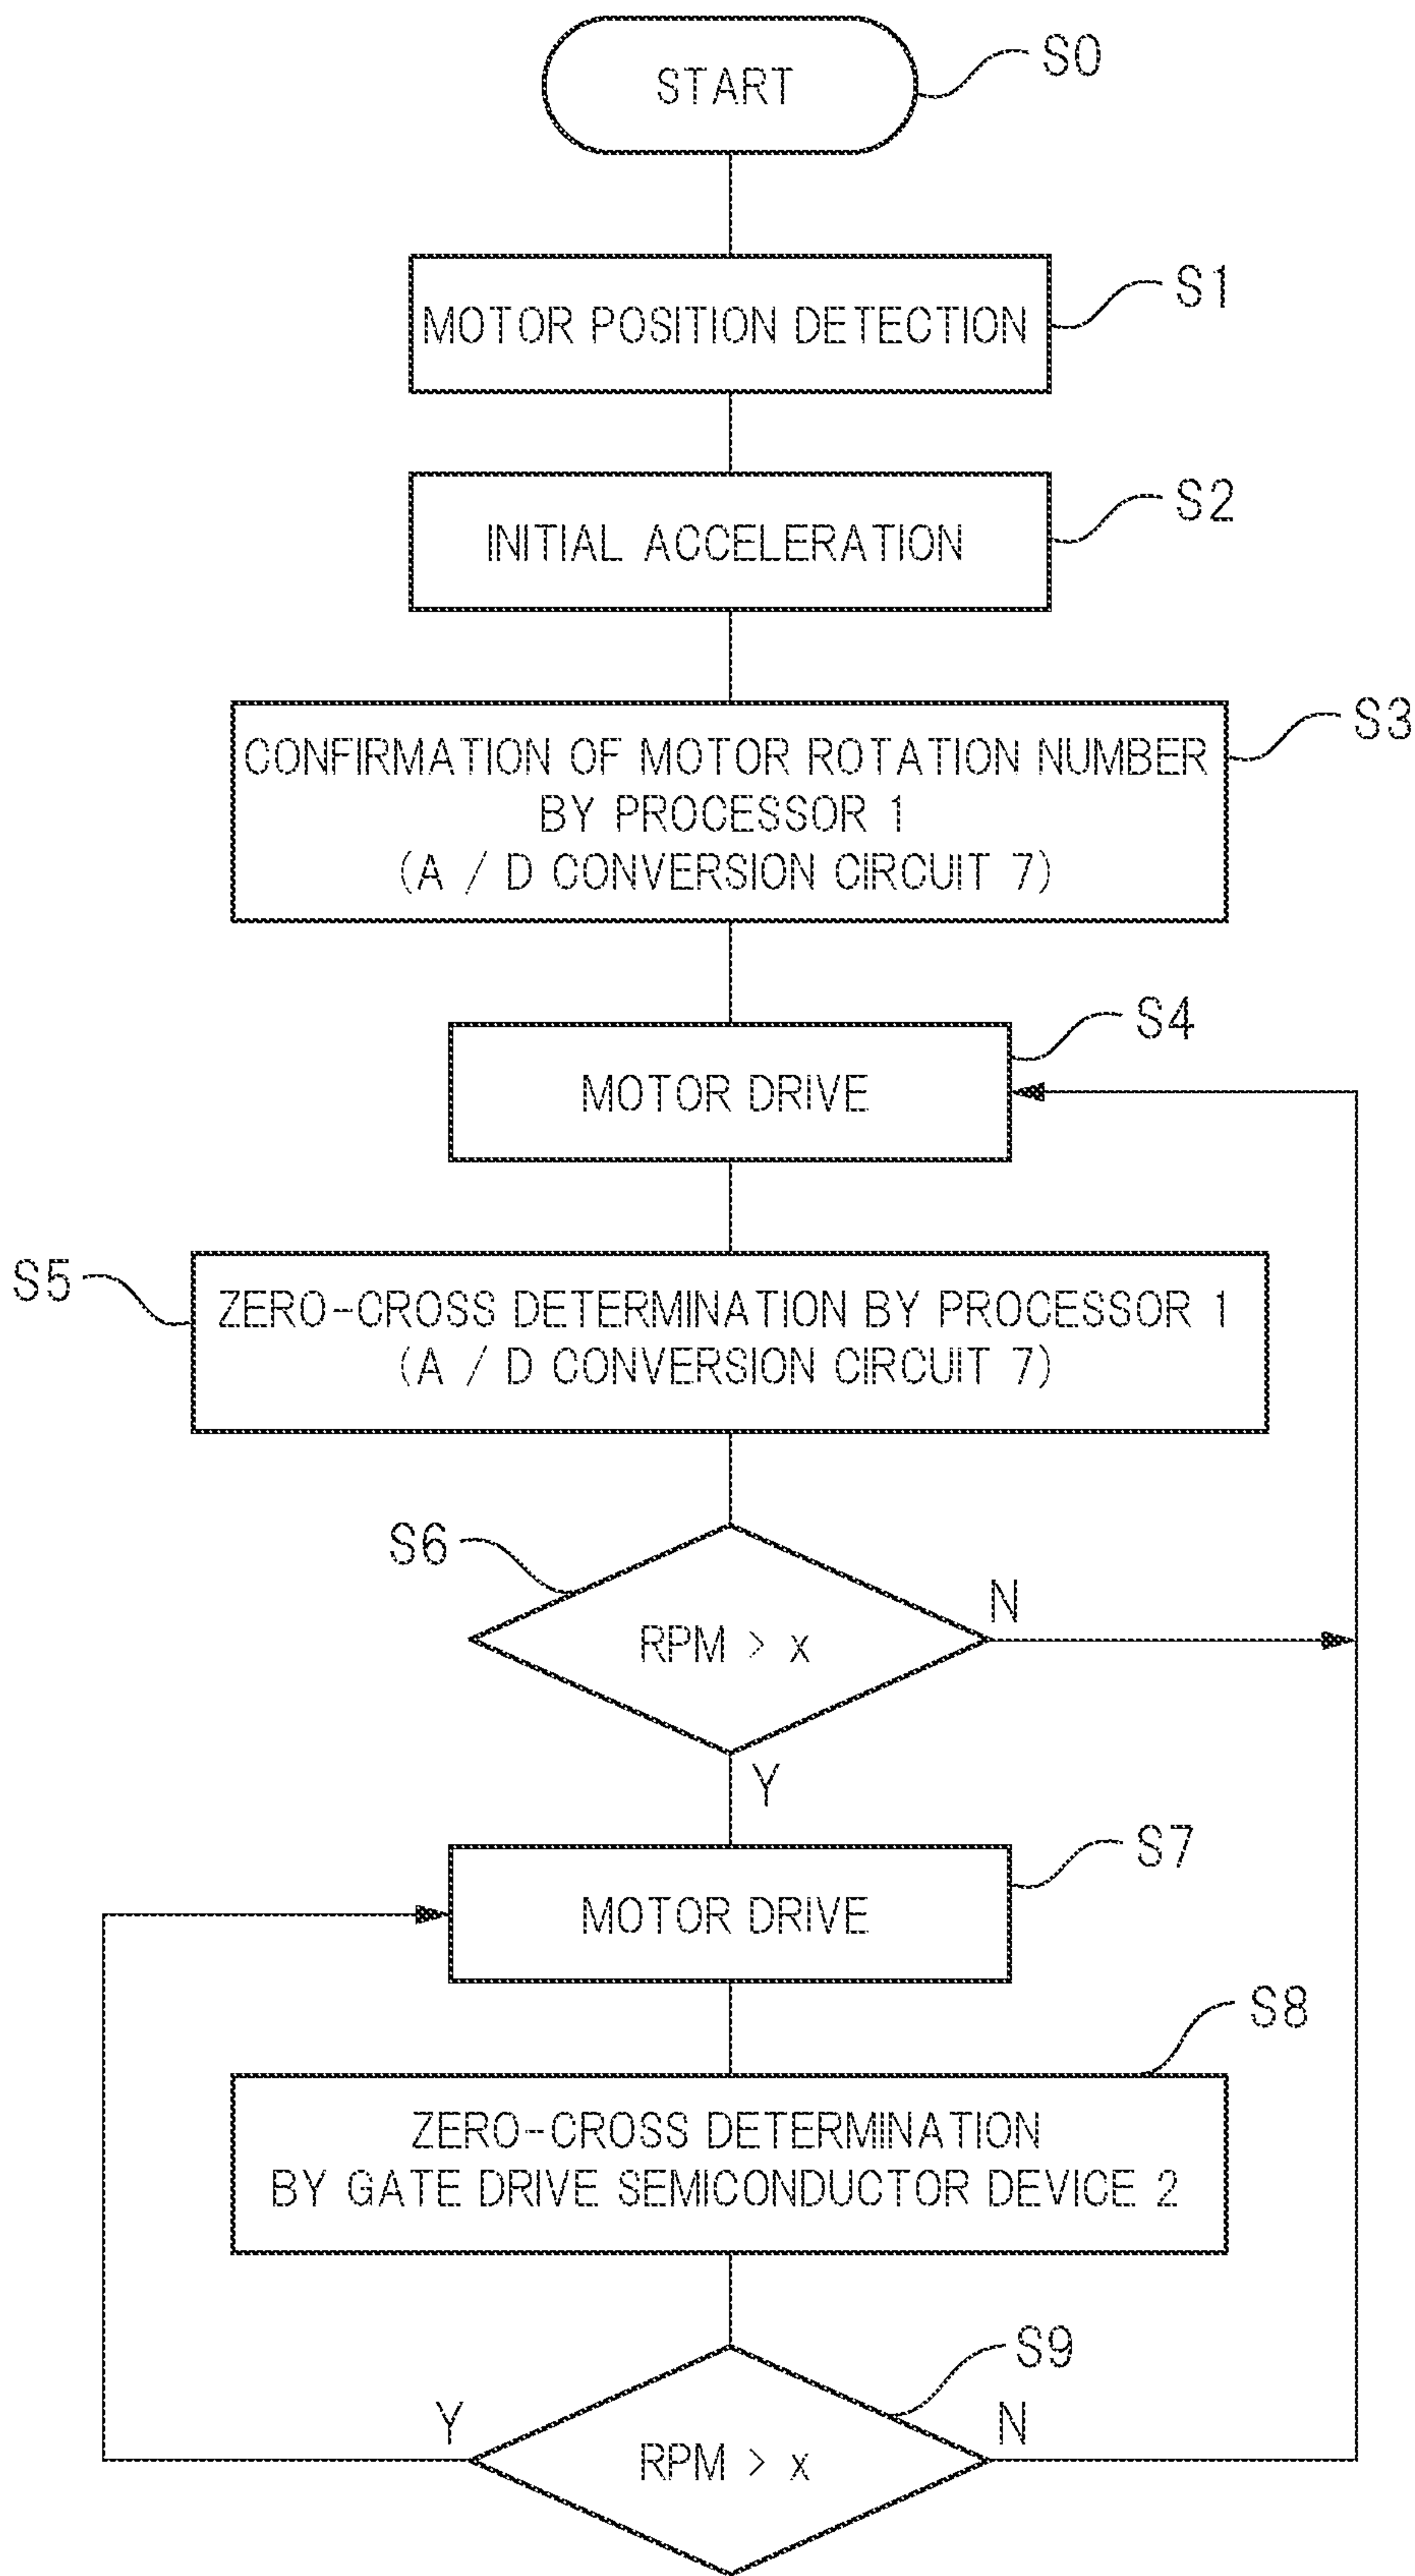 START
S0
MOTOR POSITION DETECTION
S1
INITIAL ACCELERATION
S2
CONFIRMATION OF MOTOR ROTATION NUMBER
BY PROCESSOR 1
(A / D CONVERSION CIRCUIT 7)
S3
MOTOR DRIVE
S4
S5
ZERO-CROSS DETERMINATION BY PROCESSOR 1
(A / D CONVERSION CIRCUIT 7)
S6
RPM > x
N
Y
MOTOR DRIVE
S7
S8
ZERO-CROSS DETERMINATION
BY GATE DRIVE SEMICONDUCTOR DEVICE 2
S9
Y
RPM > x
N